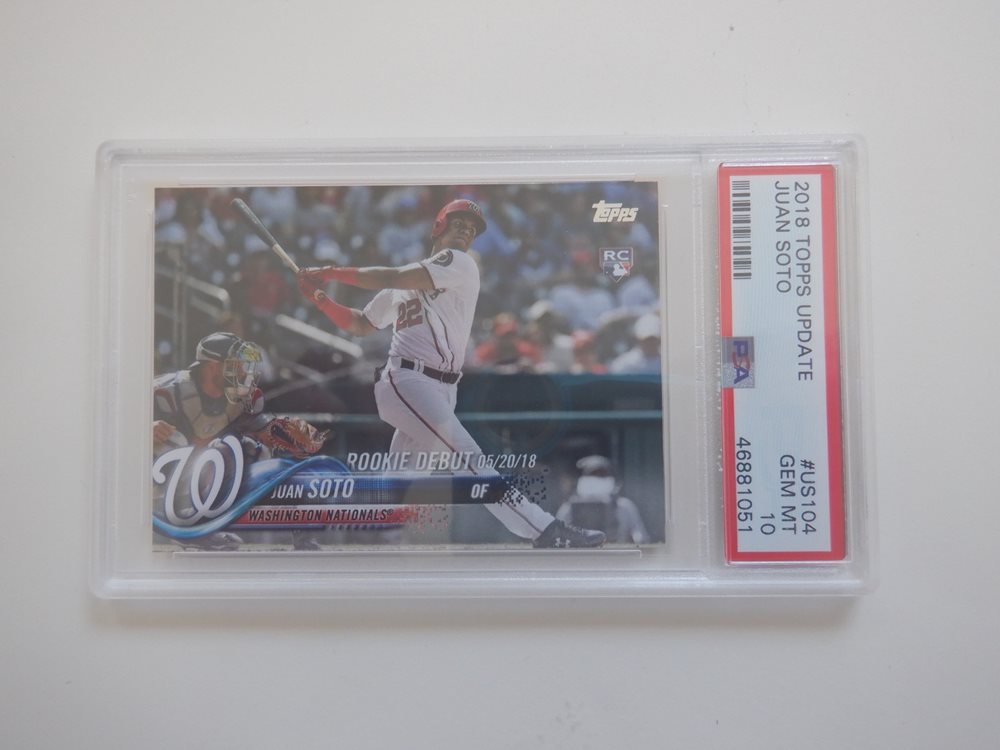 Topps
RC
22
ROOKIE DEBUT 05/20/18
JUAN SOTO
OF
WASHINGTON NATIONALS®
W
2018 TOPPS UPDATE
JUAN SOTO
PSA
#US104
GEM MT
10
46881051